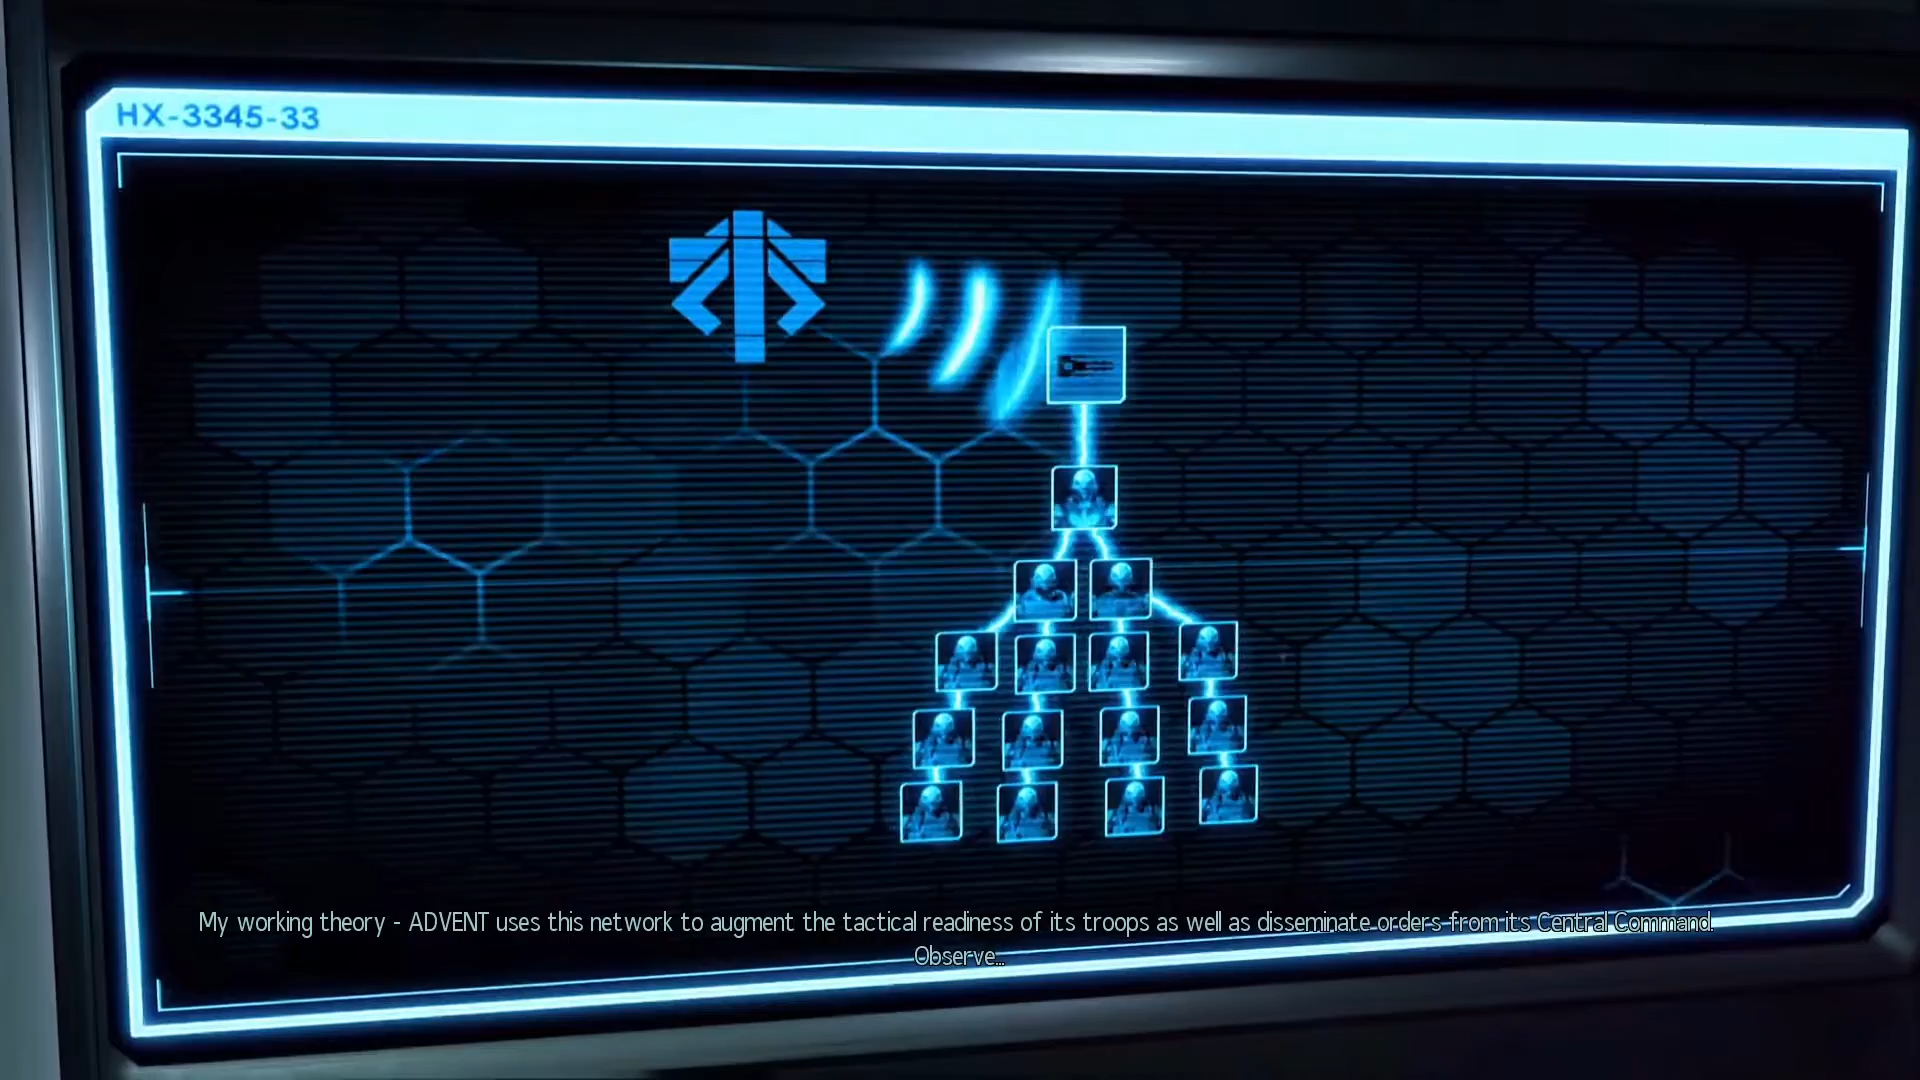 HX-3345-33
My working theory - ADVENT uses this network to augment the tactical readiness of its troops as well as disseminate orders from its Central Command.
Observe...